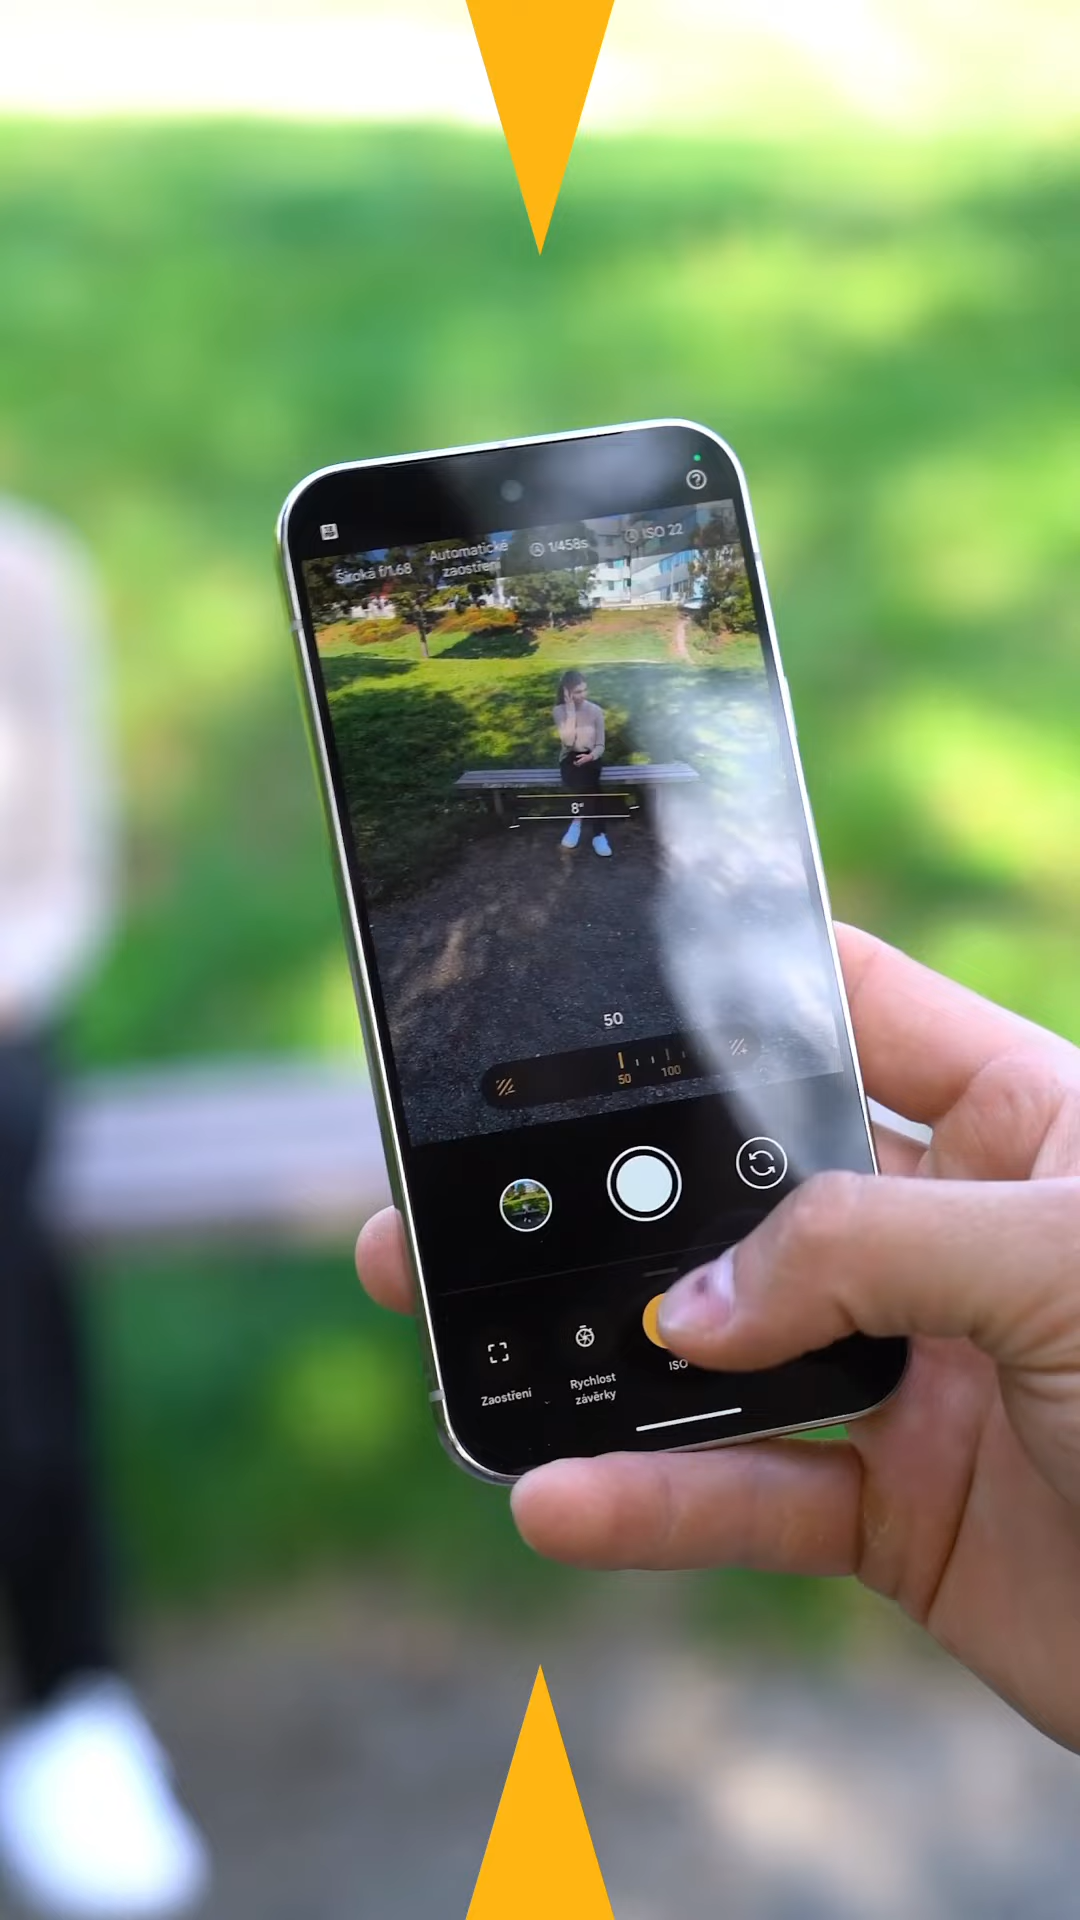 Široká f/1.68
Automatické
zaostření
1/458s
ISO 22
8°
50
50 100
Zaostření
Rychlost
závěrky
ISO